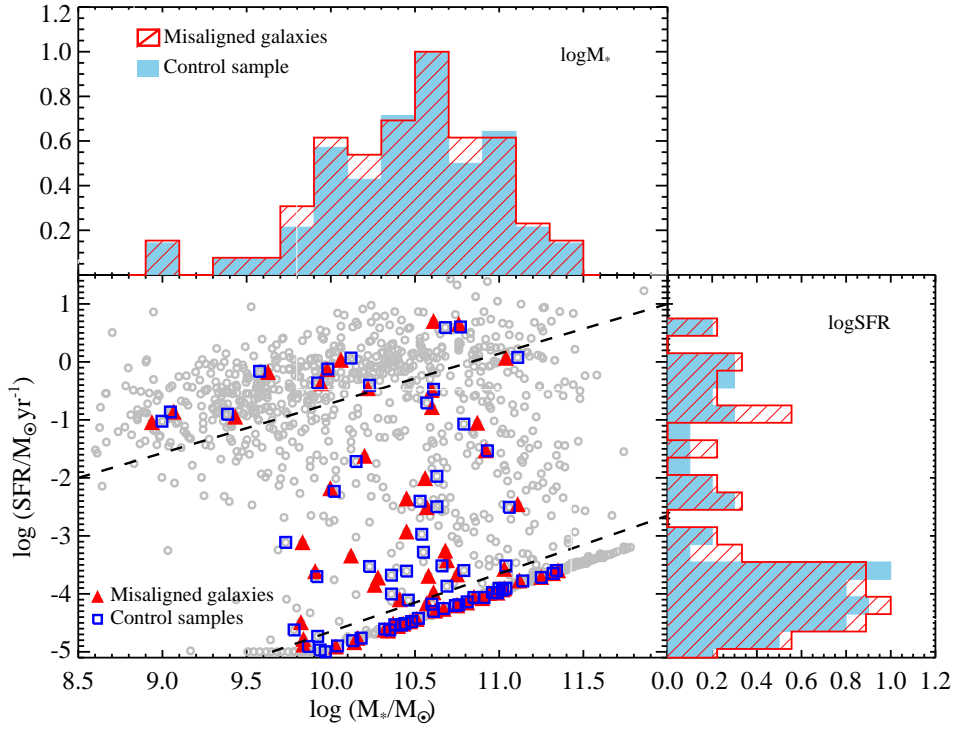 1.2
1.0
0.8
0.6
0.4
0.2
Misaligned galaxies
Control sample
logM*
1
0
-1
-2
-3
-4
-5
log (SFR/M⊙yr⁻¹)
Misaligned galaxies
Control samples
8.5 9.0 9.5 10.0 10.5 11.0 11.5
log (M*/M⊙)
logSFR
0.0 0.2 0.4 0.6 0.8 1.0 1.2